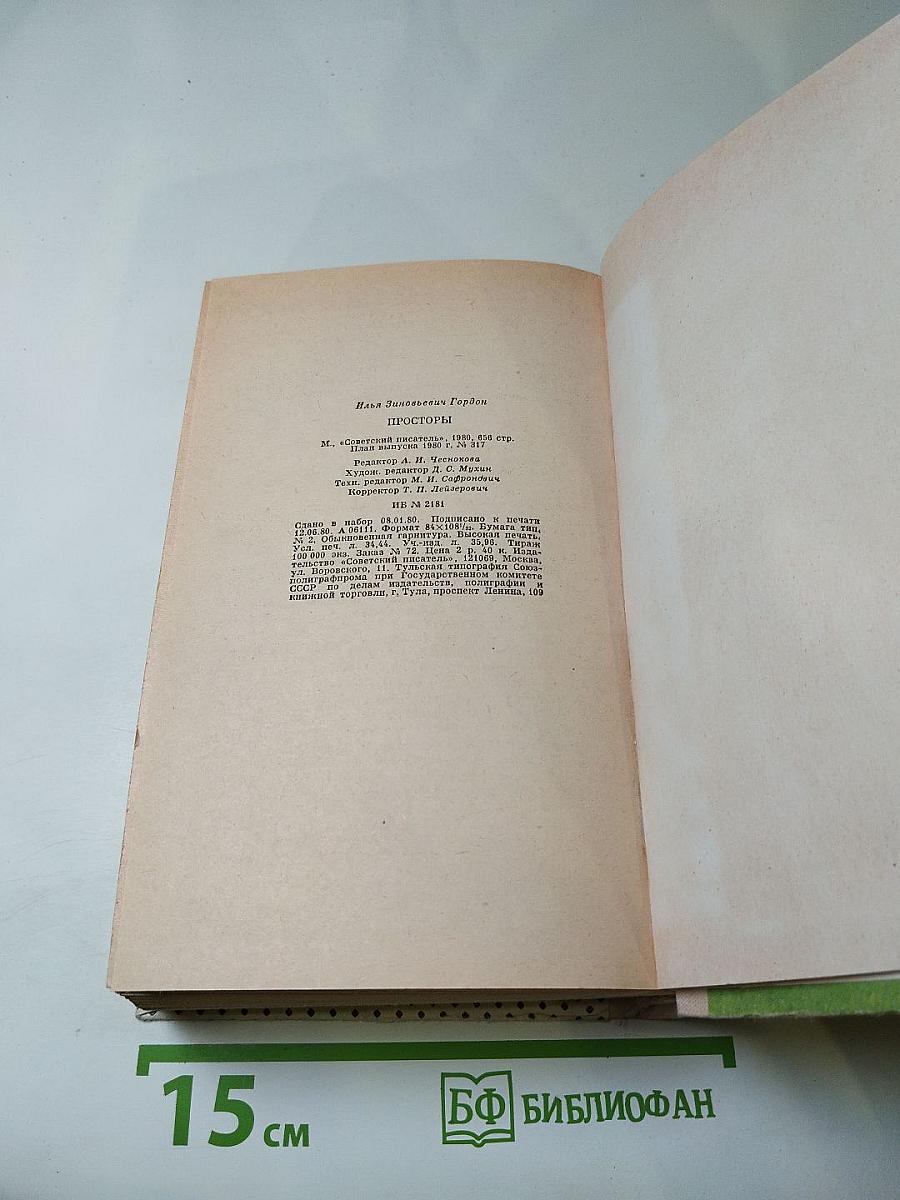 Илья Зиновьевич Гордон
ПРОСТОРЫ
М., «Советский писатель», 1980, 656 стр.
План выпуска 1980 г. № 317
Редактор А. И. Чеснокова
Худож. редактор Д. С. Мухин
Техн. редактор М. И. Сафронович
Корректор Т. П. Лейзерович
ИБ № 2181
Сдано в набор 08.01.80. Подписано к печати
12.06.80. А 06111. Формат 84×108¹/₃₂. Бумага тип.
№ 2. Обыкновенная гарнитура. Высокая печать.
Усл. печ. л. 34,44. Уч.-изд. л. 35,96. Тираж
100 000 экз. Заказ № 72. Цена 2 р. 40 к. Изда-
тельство «Советский писатель», 121069, Москва,
ул. Воровского, 11. Тульская типография Союз-
полиграфпрома при Государственном комитете
СССР по делам издательств, полиграфии и
книжной торговли, г. Тула, проспект Ленина, 109
15 см
БФ БИБЛИОФАН